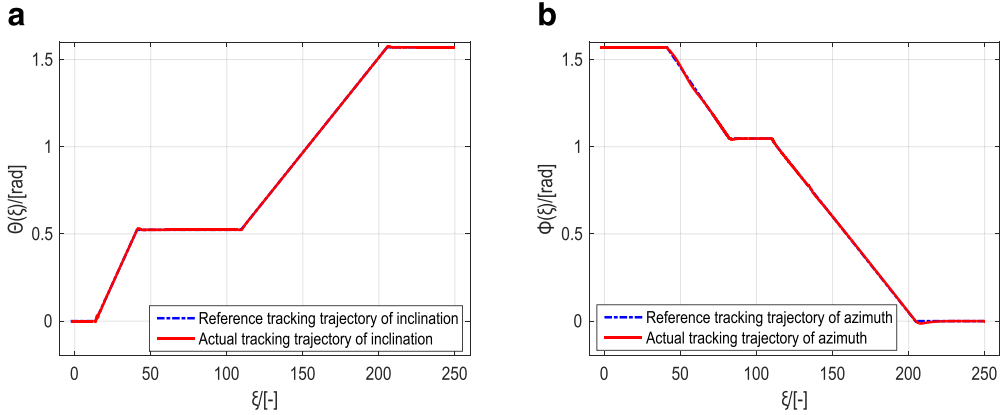 a
1.5
1
0.5
0
Θ(ξ)/[rad]
Reference tracking trajectory of inclination
Actual tracking trajectory of inclination
0 50 100 150 200 250
ξ/[-]
b
1.5
1
0.5
0
Φ(ξ)/[rad]
Reference tracking trajectory of azimuth
Actual tracking trajectory of azimuth
0 50 100 150 200 250
ξ/[-]